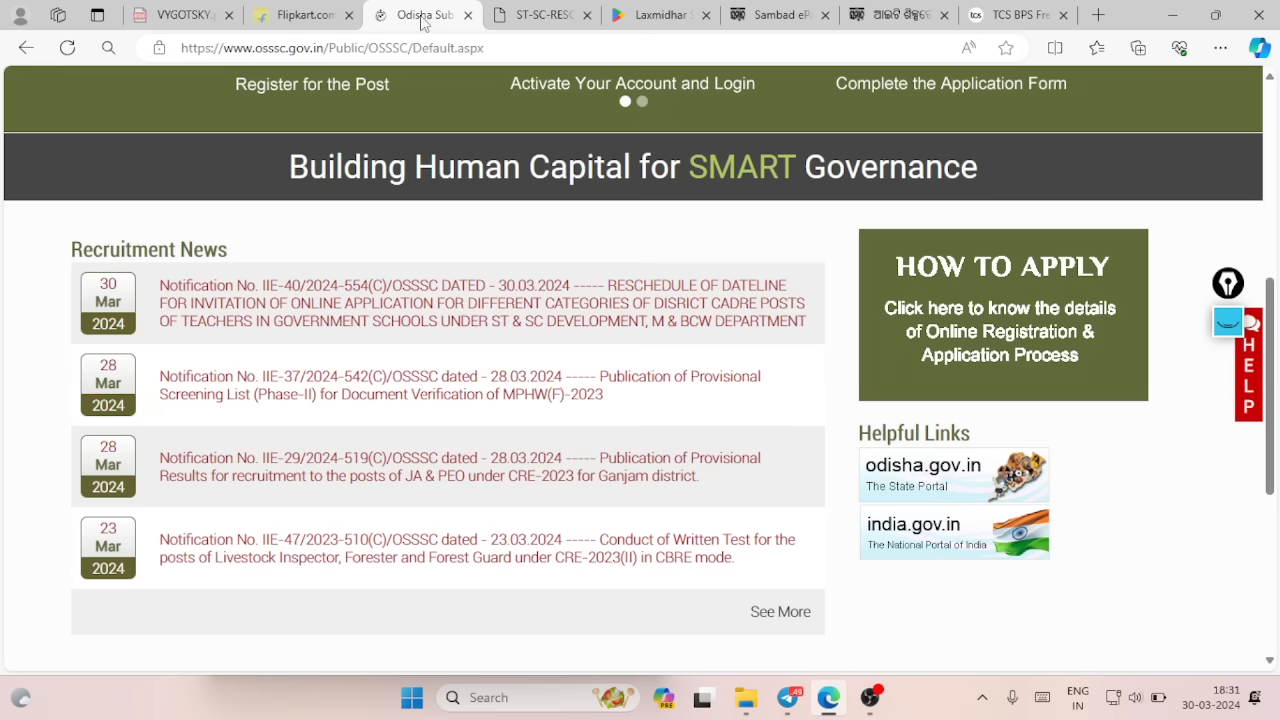 VYGOTSKY.
Flipkart.com
Odisha Sub
ST-SC-RESC
Laxmidhar S
Sambad eP
TCS BPS Fre
https://www.osssc.gov.in/Public/OSSSC/Default.aspx
Register for the Post
Activate Your Account and Login
Complete the Application Form
Building Human Capital for SMART Governance
Recruitment News
30
Mar
2024
Notification No. IIE-40/2024-554(C)/OSSSC DATED - 30.03.2024 ----- RESCHEDULE OF DATELINE
FOR INVITATION OF ONLINE APPLICATION FOR DIFFERENT CATEGORIES OF DISRICT CADRE POSTS
OF TEACHERS IN GOVERNMENT SCHOOLS UNDER ST & SC DEVELOPMENT, M & BCW DEPARTMENT
28
Mar
2024
Notification No. IIE-37/2024-542(C)/OSSSC dated - 28.03.2024 ----- Publication of Provisional
Screening List (Phase-II) for Document Verification of MPHW(F)-2023
28
Mar
2024
Notification No. IIE-29/2024-519(C)/OSSSC dated - 28.03.2024 ----- Publication of Provisional
Results for recruitment to the posts of JA & PEO under CRE-2023 for Ganjam district.
23
Mar
2024
Notification No. IIE-47/2023-510(C)/OSSSC dated - 23.03.2024 ----- Conduct of Written Test for the
posts of Livestock Inspector, Forester and Forest Guard under CRE-2023(II) in CBRE mode.
See More
HOW TO APPLY
Click here to know the details
of Online Registration &
Application Process
Helpful Links
odisha.gov.in
The State Portal
india.gov.in
The National Portal of India
HELP
Search
PRE
49
ENG
IN
18:31
30-03-2024